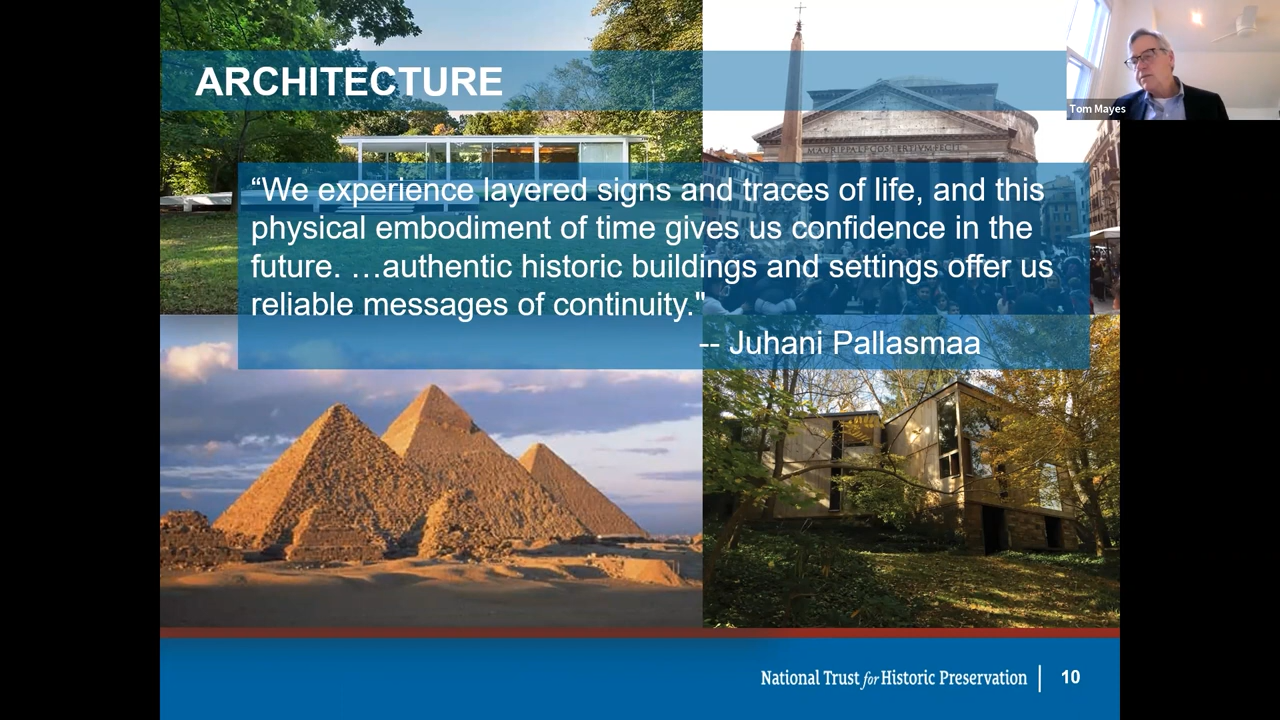 ARCHITECTURE
Tom Mayes
“We experience layered signs and traces of life, and this
physical embodiment of time gives us confidence in the
future. …authentic historic buildings and settings offer us
reliable messages of continuity."
-- Juhani Pallasmaa
National Trust for Historic Preservation
10